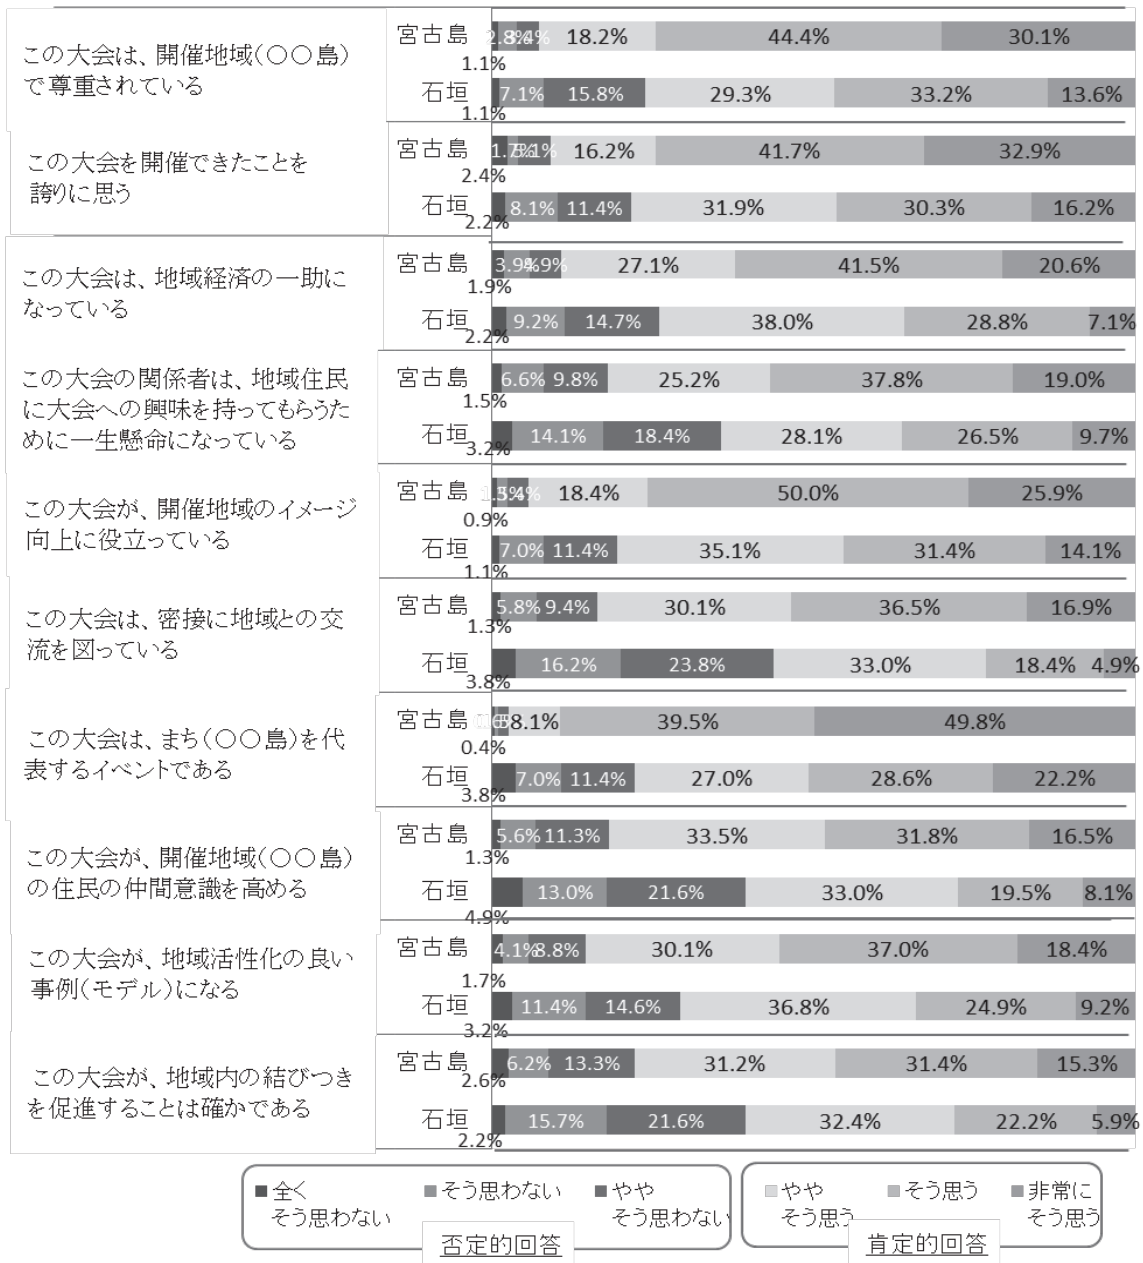 この大会は、開催地域(〇〇島)
で尊重されている
宮古島
18.2% 44.4% 30.1%
1.1%
石垣
7.1% 15.8% 29.3% 33.2% 13.6%
1.1%
この大会を開催できたことを
誇りに思う
宮古島
16.2% 41.7% 32.9%
2.4%
石垣
8.1% 11.4% 31.9% 30.3% 16.2%
2.2%
この大会は、地域経済の一助に
なっている
宮古島
3.9% 4.9% 27.1% 41.5% 20.6%
1.9%
石垣
9.2% 14.7% 38.0% 28.8% 7.1%
2.2%
この大会の関係者は、地域住民
に大会への興味を持ってもらうた
めに一生懸命になっている
宮古島
6.6% 9.8% 25.2% 37.8% 19.0%
1.5%
石垣
14.1% 18.4% 28.1% 26.5% 9.7%
3.2%
この大会が、開催地域のイメージ
向上に役立っている
宮古島
18.4% 50.0% 25.9%
0.9%
石垣
7.0% 11.4% 35.1% 31.4% 14.1%
1.1%
この大会は、密接に地域との交
流を図っている
宮古島
5.8% 9.4% 30.1% 36.5% 16.9%
1.3%
石垣
16.2% 23.8% 33.0% 18.4% 4.9%
3.8%
この大会は、まち(〇〇島)を代
表するイベントである
宮古島
8.1% 39.5% 49.8%
0.4%
石垣
7.0% 11.4% 27.0% 28.6% 22.2%
3.8%
この大会が、開催地域(〇〇島)
の住民の仲間意識を高める
宮古島
5.6% 11.3% 33.5% 31.8% 16.5%
1.3%
石垣
13.0% 21.6% 33.0% 19.5% 8.1%
4.9%
この大会が、地域活性化の良い
事例(モデル)になる
宮古島
4.1% 8.8% 30.1% 37.0% 18.4%
1.7%
石垣
11.4% 14.6% 36.8% 24.9% 9.2%
3.2%
この大会が、地域内の結びつき
を促進することは確かである
宮古島
6.2% 13.3% 31.2% 31.4% 15.3%
2.6%
石垣
15.7% 21.6% 32.4% 22.2% 5.9%
2.2%
全く
そう思わない
そう思わない
やや
そう思わない
否定的回答
やや
そう思う
そう思う
非常に
そう思う
肯定的回答